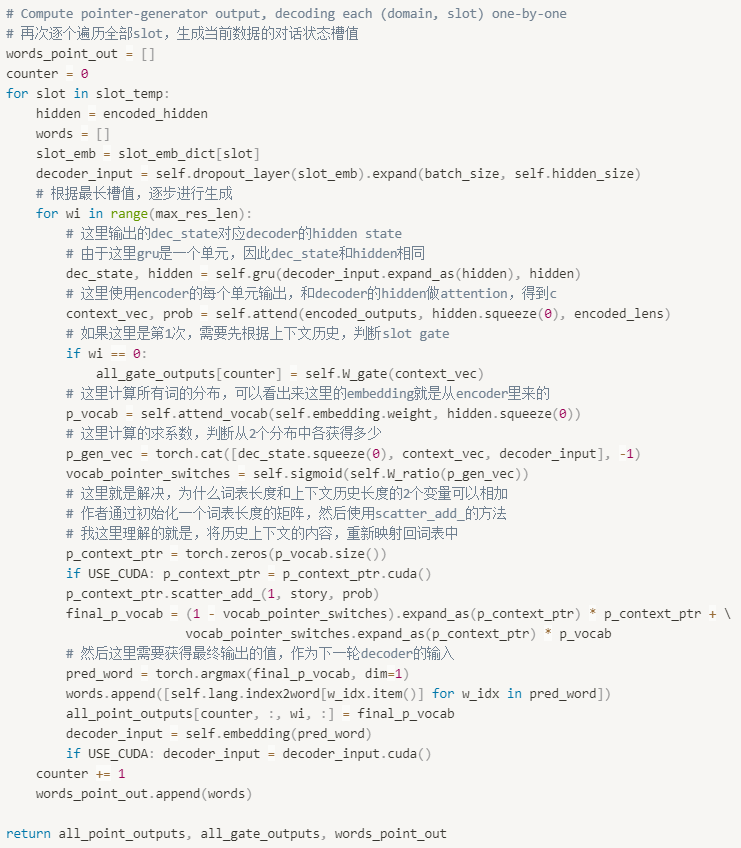 # Compute pointer-generator output, decoding each (domain, slot) one-by-one
# 再次逐个遍历全部slot，生成当前数据的对话状态槽值
words_point_out = []
counter = 0
for slot in slot_temp:
    hidden = encoded_hidden
    words = []
    slot_emb = slot_emb_dict[slot]
    decoder_input = self.dropout_layer(slot_emb).expand(batch_size, self.hidden_size)
    # 根据最长槽值，逐步进行生成
    for wi in range(max_res_len):
        # 这里输出的dec_state对应decoder的hidden state
        # 由于这里gru是一个单元，因此dec_state和hidden相同
        dec_state, hidden = self.gru(decoder_input.expand_as(hidden), hidden)
        # 这里使用encoder的每个单元输出，和decoder的hidden做attention，得到c
        context_vec, prob = self.attend(encoded_outputs, hidden.squeeze(0), encoded_lens)
        # 如果这里是第1次，需要先根据上下文历史，判断slot gate
        if wi == 0:
            all_gate_outputs[counter] = self.W_gate(context_vec)
        # 这里计算所有词的分布，可以看出来这里的embedding就是从encoder里来的
        p_vocab = self.attend_vocab(self.embedding.weight, hidden.squeeze(0))
        # 这里计算的求系数，判断从2个分布中各获得多少
        p_gen_vec = torch.cat([dec_state.squeeze(0), context_vec, decoder_input], -1)
        vocab_pointer_switches = self.sigmoid(self.W_ratio(p_gen_vec))
        # 这里就是解决，为什么词表长度和上下文历史长度的2个变量可以相加
        # 作者通过初始化一个词表长度的矩阵，然后使用scatter_add_的方法
        # 我这里理解的就是，将历史上下文的内容，重新映射回词表中
        p_context_ptr = torch.zeros(p_vocab.size())
        if USE_CUDA: p_context_ptr = p_context_ptr.cuda()
        p_context_ptr.scatter_add_(1, story, prob)
        final_p_vocab = (1 - vocab_pointer_switches).expand_as(p_context_ptr) * p_context_ptr + \
                        vocab_pointer_switches.expand_as(p_context_ptr) * p_vocab
        # 然后这里需要获得最终输出的值，作为下一轮decoder的输入
        pred_word = torch.argmax(final_p_vocab, dim=1)
        words.append([self.lang.index2word[w_idx.item()] for w_idx in pred_word])
        all_point_outputs[counter, :, wi, :] = final_p_vocab
        decoder_input = self.embedding(pred_word)
        if USE_CUDA: decoder_input = decoder_input.cuda()
    counter += 1
    words_point_out.append(words)

return all_point_outputs, all_gate_outputs, words_point_out